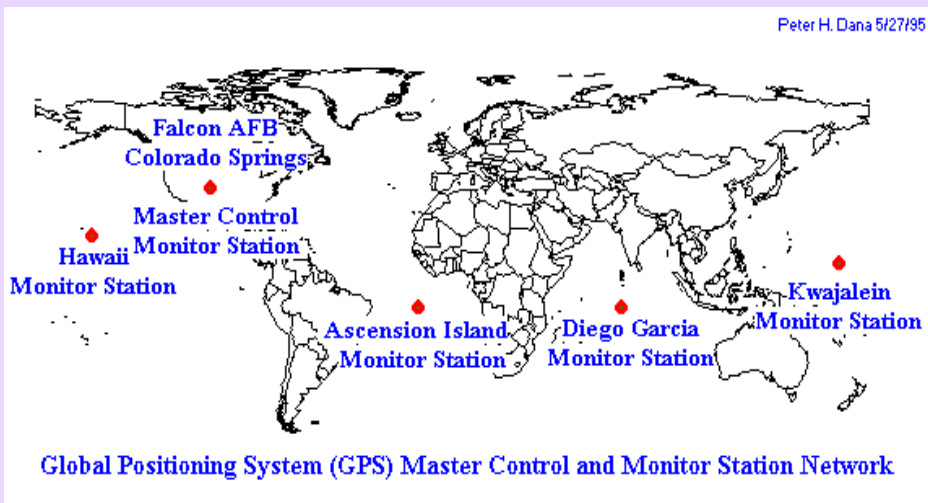 Peter H. Dana 5/27/95
Falcon AFB
Colorado Springs
Master Control
Monitor Station
Hawaii
Monitor Station
Ascension Island
Monitor Station
Diego Garcia
Monitor Station
Kwajalein
Monitor Station
Global Positioning System (GPS) Master Control and Monitor Station Network